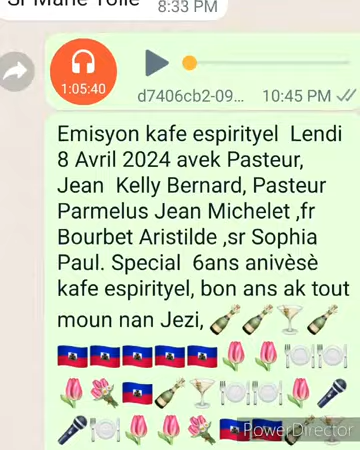 8:33 PM
1:05:40
d7406cb2-09... 10:45 PM
Emisyon kafe espirityel Lendi
8 Avril 2024 avek Pasteur,
Jean Kelly Bernard, Pasteur
Parmelus Jean Michelet ,fr
Bourbet Aristilde ,sr Sophia
Paul. Special 6ans anivèsè
kafe espirityel, bon ans ak tout
moun nan Jezi, 🍾🍾🍸🍾
🇭🇹🇭🇹🇭🇹🇭🇹🇭🇹🌷🌷🍽🍽
🌷💐🇭🇹🍾🍸🍽🍽🌷🎤
🎤🍽🌷🌷💐
PowerDirector